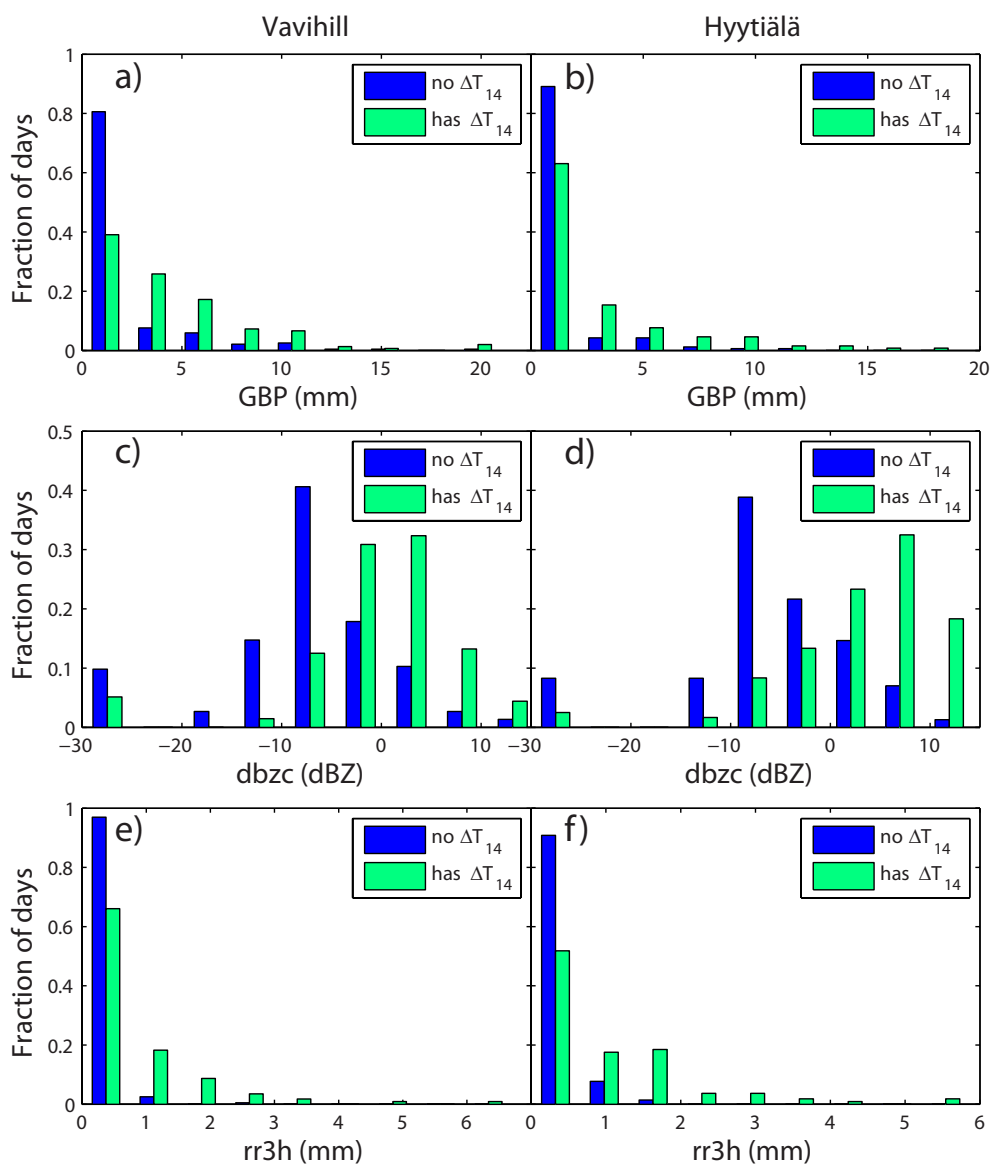 Vavihill Hyytiälä
1 a) no ΔT14 b) no ΔT14
0.8 has ΔT14 has ΔT14
0.6
0.4
0.2
0
Fraction of days
0 5 10 15 20 0 5 10 15 20
GBP (mm) GBP (mm)
0.5 c) no ΔT14 d) no ΔT14
0.4 has ΔT14 has ΔT14
0.3
0.2
0.1
0
Fraction of days
−30 −20 −10 0 10 −30 −20 −10 0 10
dbzc (dBZ) dbzc (dBZ)
1 e) no ΔT14 f) no ΔT14
0.8 has ΔT14 has ΔT14
0.6
0.4
0.2
0
Fraction of days
0 1 2 3 4 5 6 0 1 2 3 4 5 6
rr3h (mm) rr3h (mm)